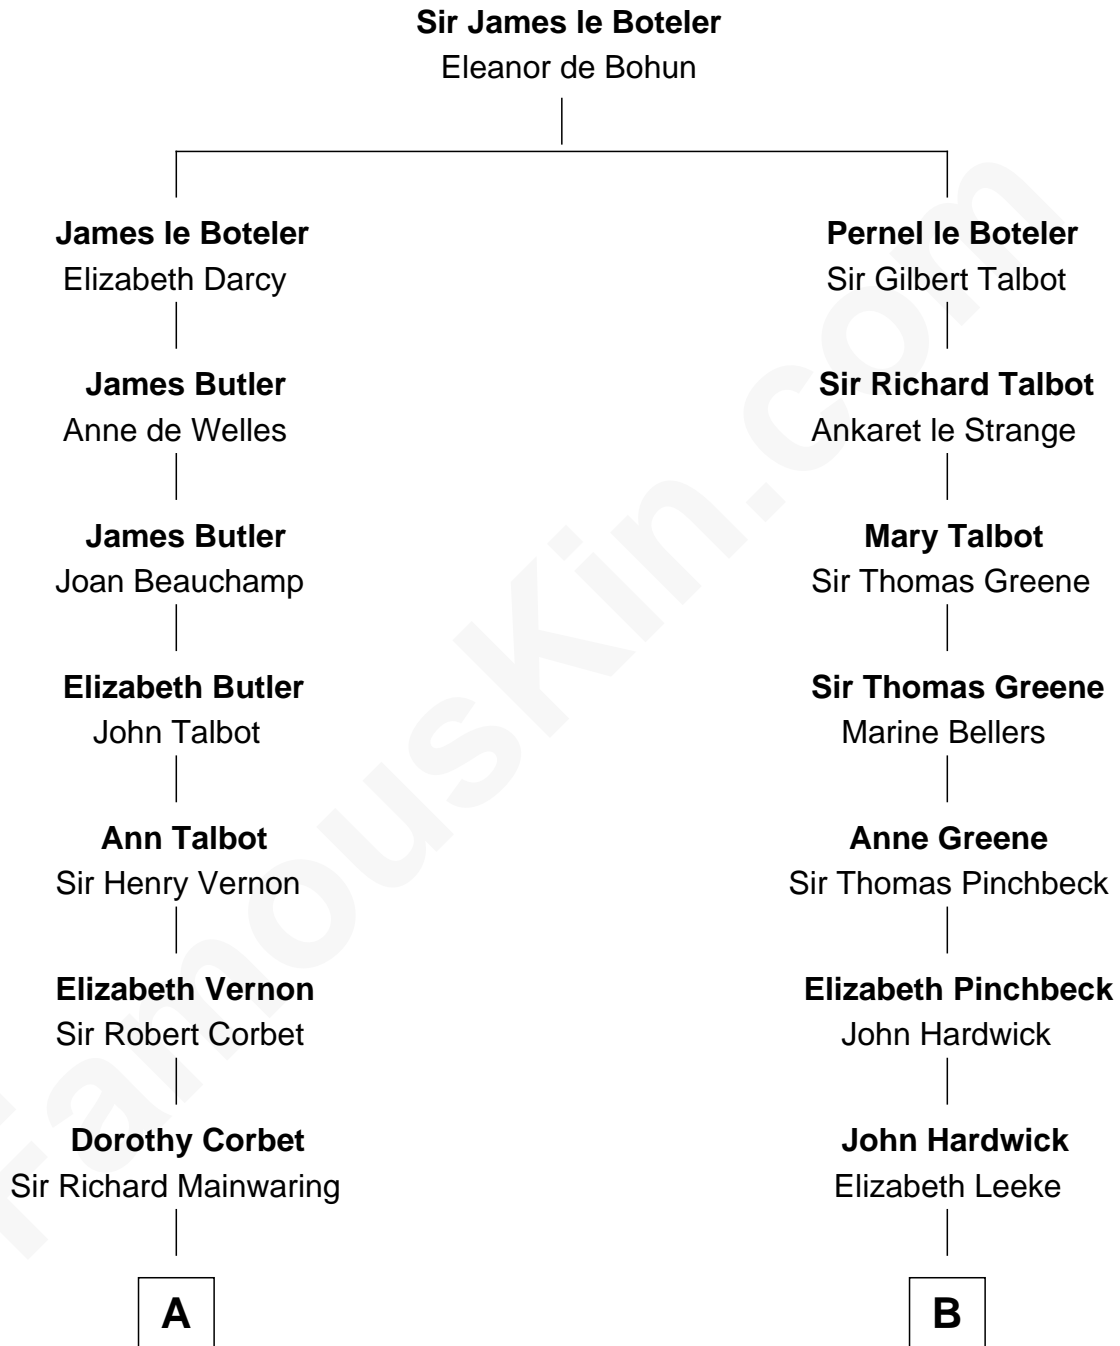 Sir James le Boteler
Eleanor de Bohun
James le Boteler
Elizabeth Darcy
James Butler
Anne de Welles
James Butler
Joan Beauchamp
Elizabeth Butler
John Talbot
Ann Talbot
Sir Henry Vernon
Elizabeth Vernon
Sir Robert Corbet
Dorothy Corbet
Sir Richard Mainwaring
A
Pernel le Boteler
Sir Gilbert Talbot
Sir Richard Talbot
Ankaret le Strange
Mary Talbot
Sir Thomas Greene
Sir Thomas Greene
Marine Bellers
Anne Greene
Sir Thomas Pinchbeck
Elizabeth Pinchbeck
John Hardwick
John Hardwick
Elizabeth Leeke
B
FamousKin.com